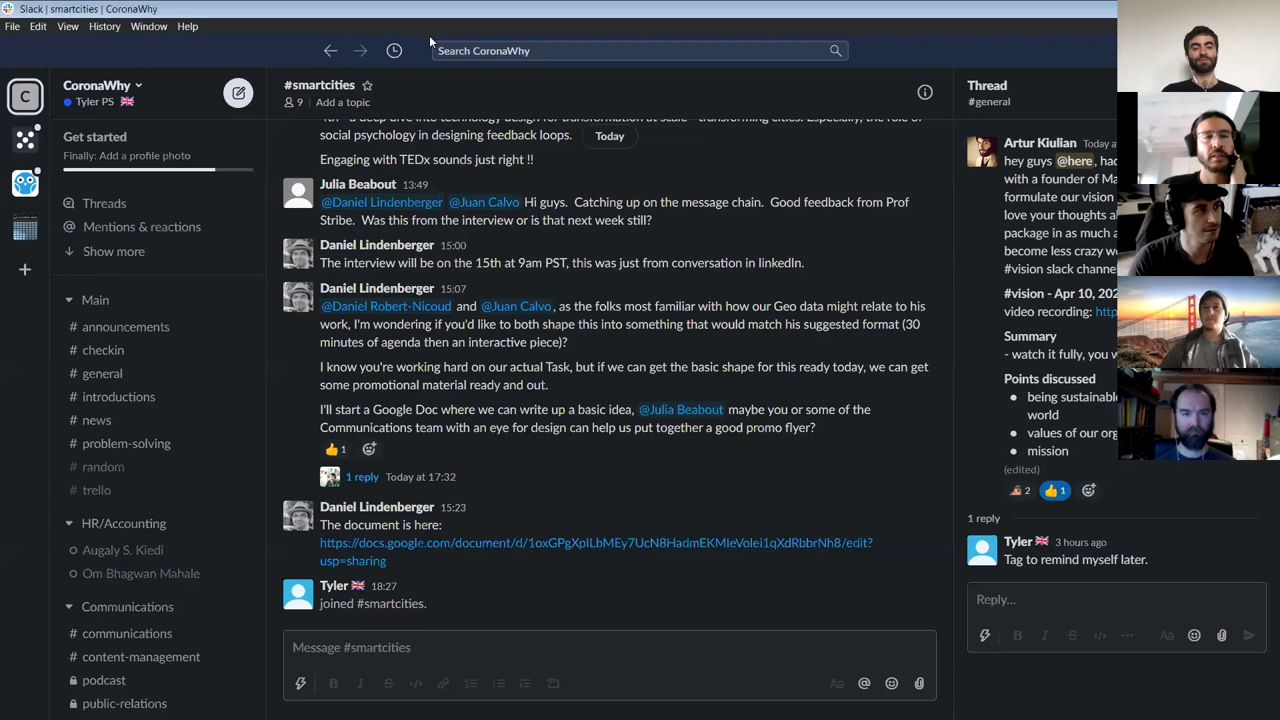 Slack | smartcities | CoronaWhy
File Edit View History Window Help
Search CoronaWhy
C
CoronaWhy
Tyler PS
Get started
Finally: Add a profile photo
Threads
@ Mentions & reactions
Show more
Main
# announcements
# checkin
# general
# introductions
# news
# problem-solving
# random
# trello
HR/Accounting
Augaly S. Kiedi
Om Bhagwan Mahale
Communications
# communications
# content-management
podcast
public-relations
#smartcities
9 Add a topic
social psychology in designing feedback loops.
Today
Engaging with TEDx sounds just right !!
Julia Beabout 13:49
@Daniel Lindenberger @Juan Calvo Hi guys. Catching up on the message chain. Good feedback from Prof
Stribe. Was this from the interview or is that next week still?
Daniel Lindenberger 15:00
The interview will be on the 15th at 9am PST, this was just from conversation in linkedIn.
Daniel Lindenberger 15:07
@Daniel Robert-Nicoud and @Juan Calvo, as the folks most familiar with how our Geo data might relate to his
work, I'm wondering if you'd like to both shape this into something that would match his suggested format (30
minutes of agenda then an interactive piece)?
I know you're working hard on our actual Task, but if we can get the basic shape for this ready today, we can get
some promotional material ready and out.
I'll start a Google Doc where we can write up a basic idea, @Julia Beabout maybe you or some of the
Communications team with an eye for design can help us put together a good promo flyer?
1
1 reply Today at 17:32
Daniel Lindenberger 15:23
The document is here:
https://docs.google.com/document/d/1oxGPgXpILbMEy7UcN8HadmEKMIeVolei1qXdRbbrNh8/edit?
usp=sharing
Tyler 18:27
joined #smartcities.
Message #smartcities
Thread
#general
Artur Kiulian Today a
hey guys @here, had
with a founder of Ma
formulate our vision
love your thoughts a
package in as much a
become less crazy w
#vision slack channe
#vision - Apr 10, 202
video recording: http
Summary
- watch it fully, you w
Points discussed
• being sustainab
world
• values of our org
• mission
(edited)
2 1
1 reply
Tyler 3 hours ago
Tag to remind myself later.
Reply...